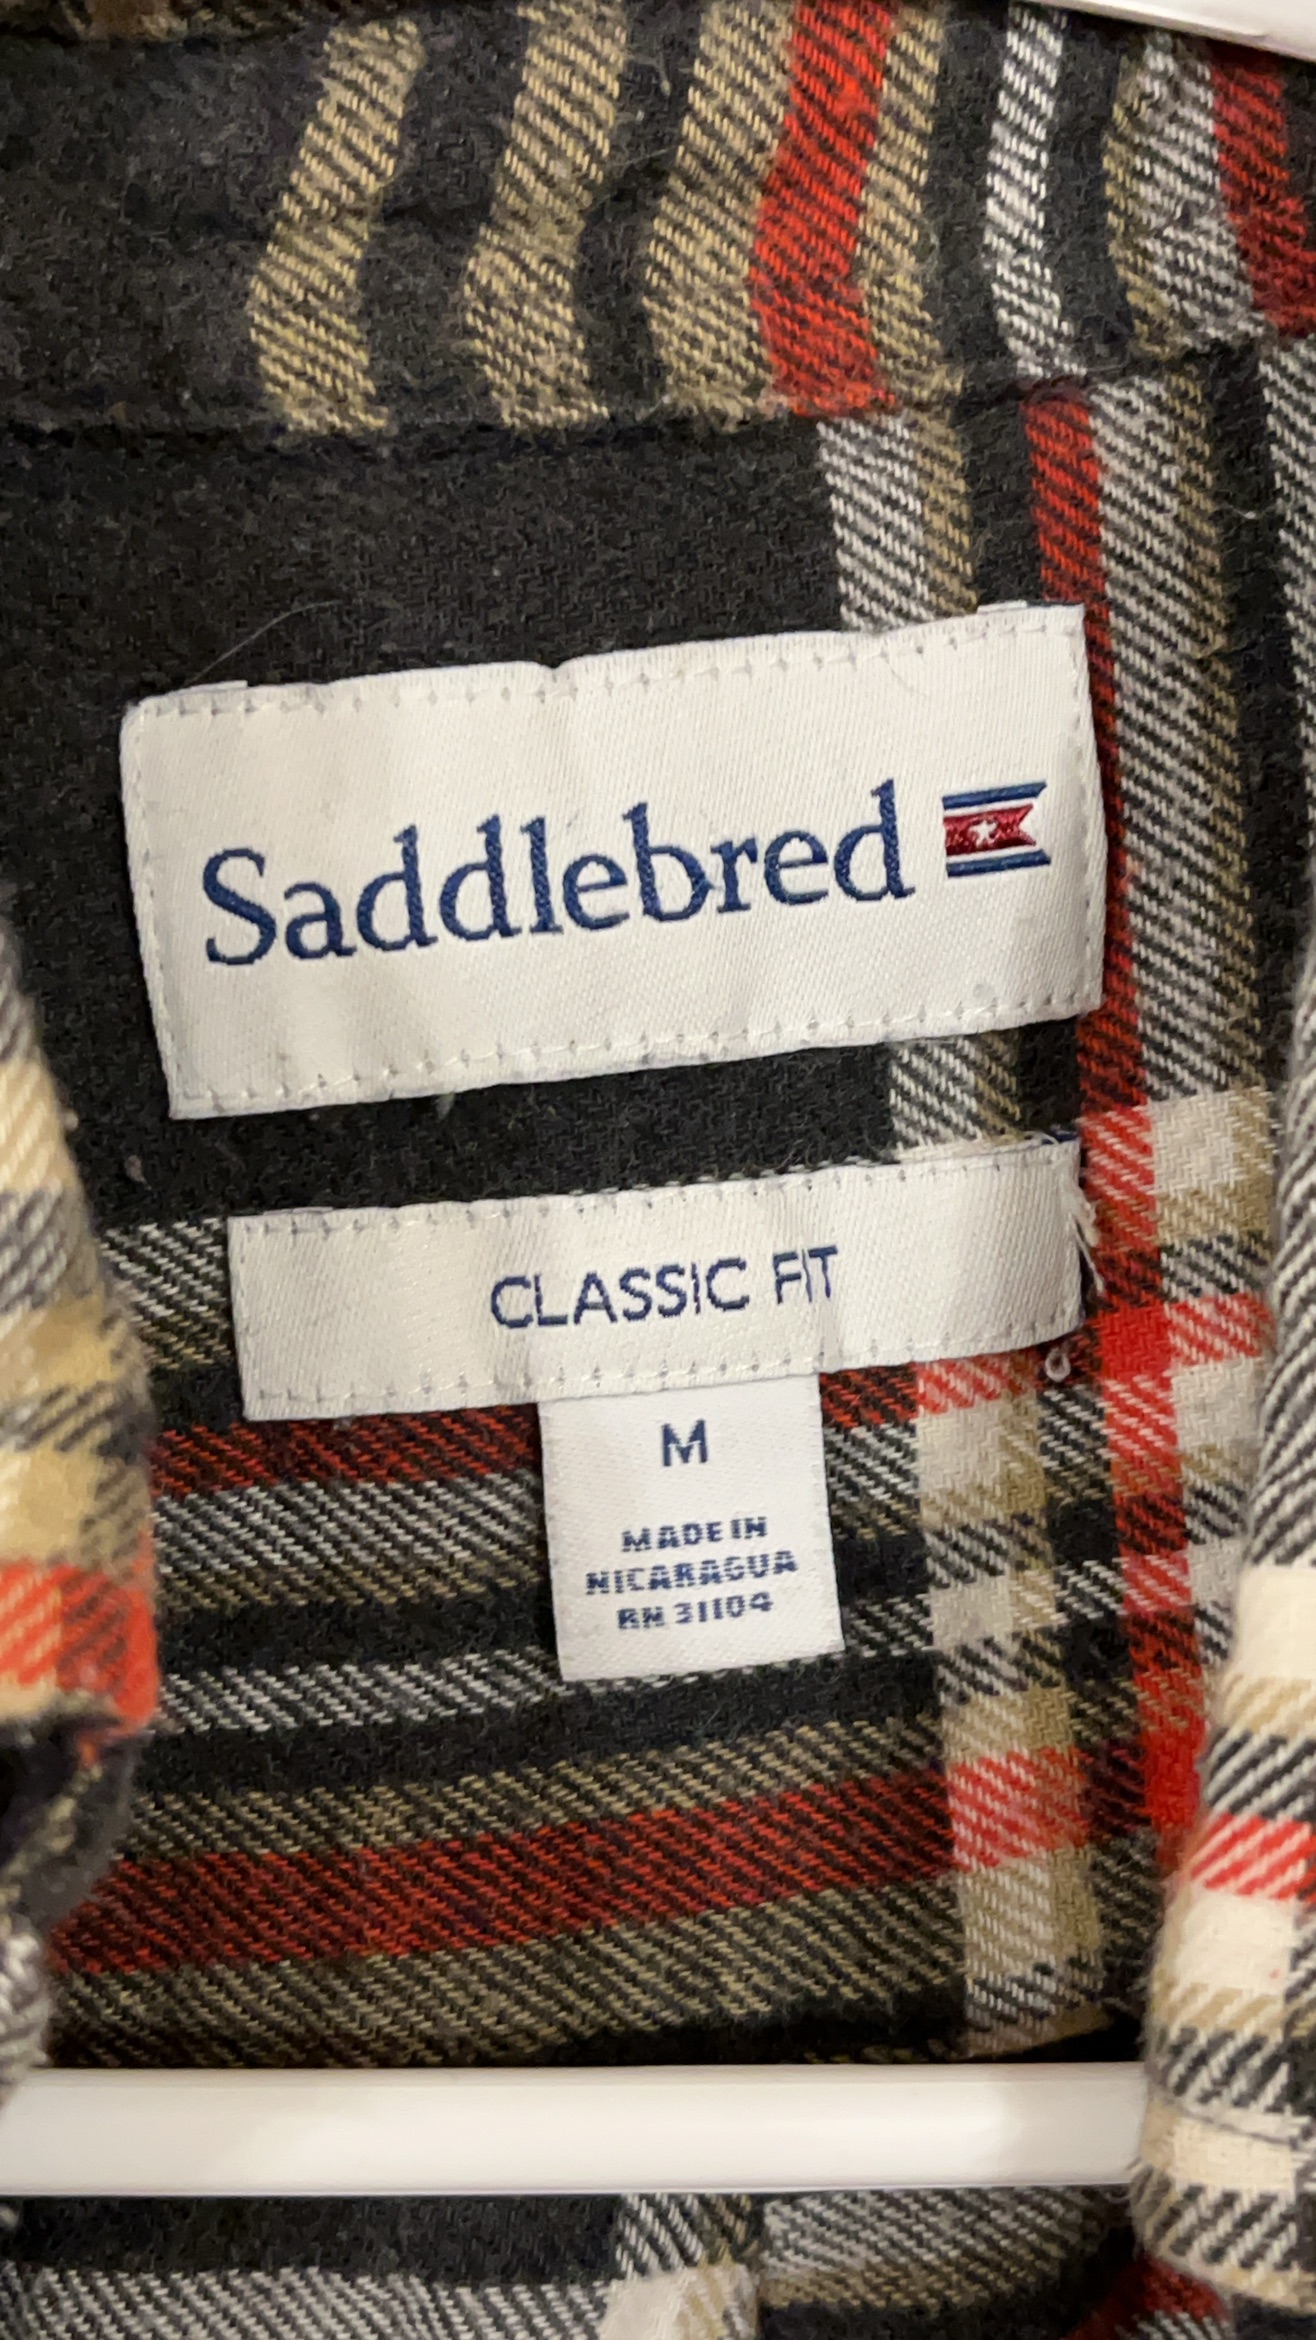 Saddlebred
CLASSIC FIT
M
MADE IN
NICARAGUA
RN 31104